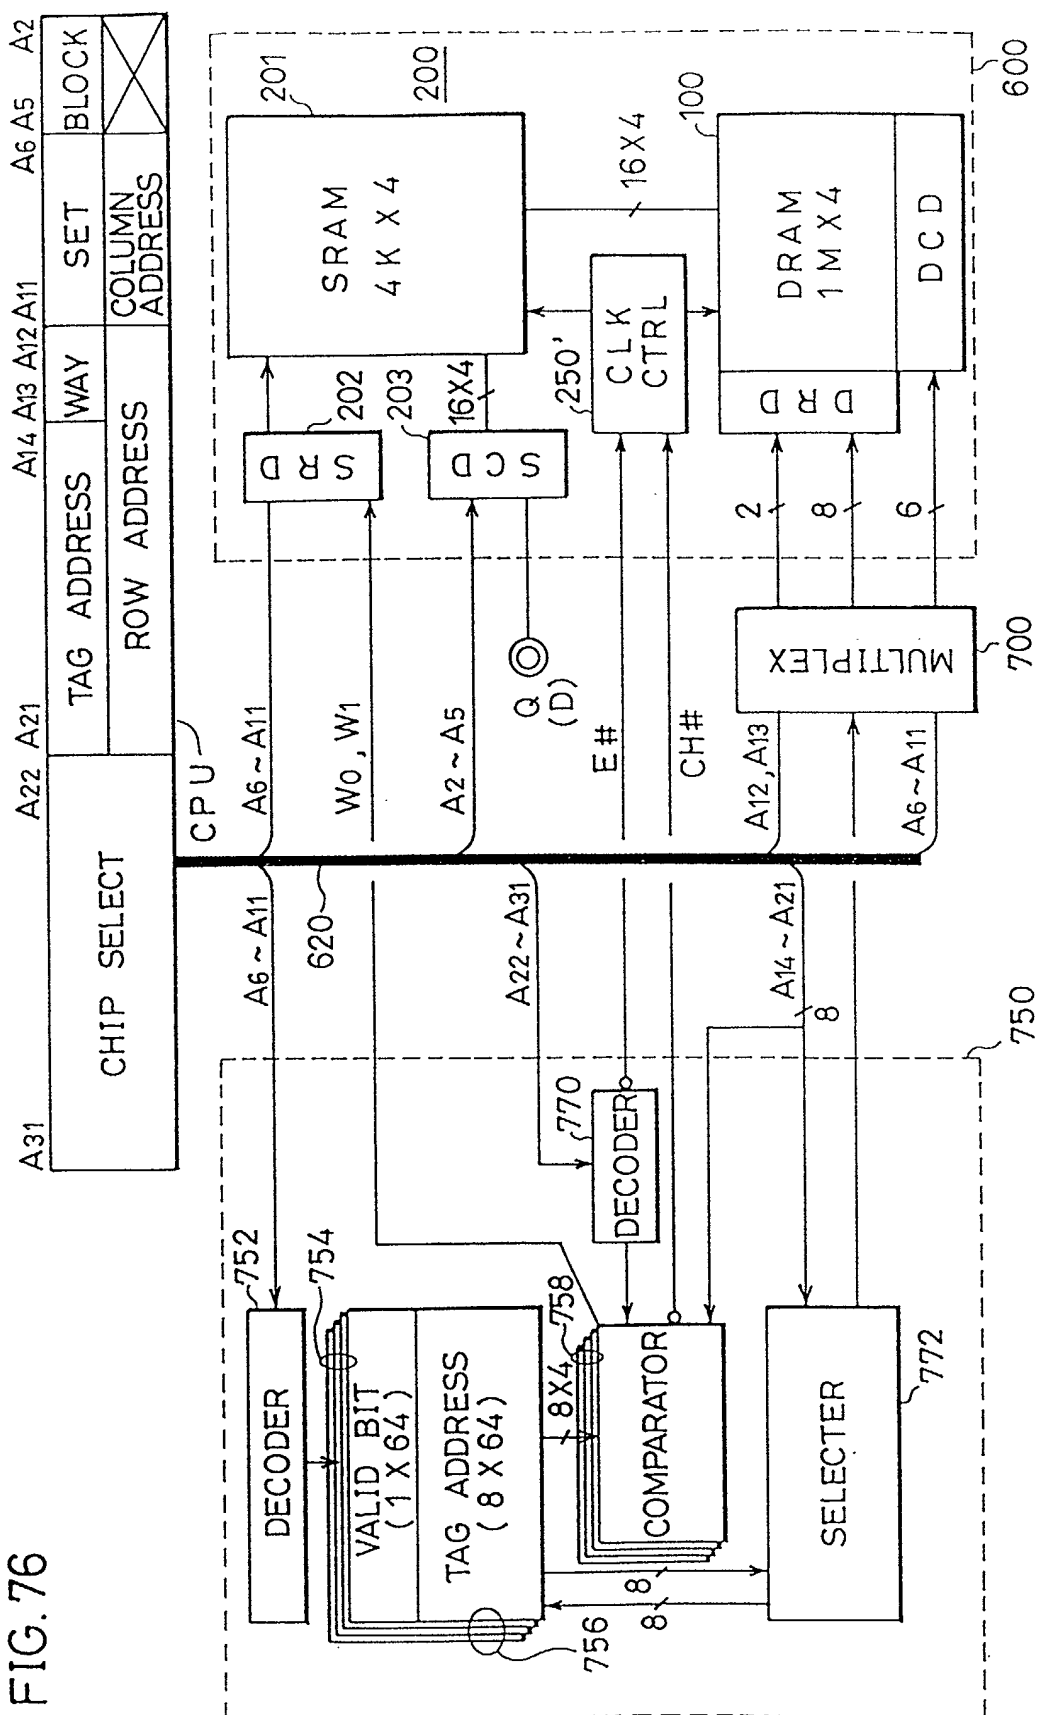 FIG. 76
A31
A22
A21
A14
A13
A12
A11
A6
A5
A2
CHIP SELECT
TAG ADDRESS
WAY
SET
BLOCK
ROW ADDRESS
COLUMN
ADDRESS
CPU
A6~A11
A6~A11
W0, W1
620
A2~A5
A22~A31
Q
(D)
E#
CH#
A12, A13
A14~A21
8
A6~A11
752
DECODER
754
VALID BIT
(1 X 64)
TAG ADDRESS
(8 X 64)
756
8X4
758
COMPARATOR
770
DECODER
8
8
SELECTER
772
750
SRD
202
203
SCD
16X4
201
SRAM
4K X 4
200
250'
CLK
CTRL
16X4
100
DRAM
1M X 4
DRD
DCD
2
8
6
MULTIPLEX
700
600